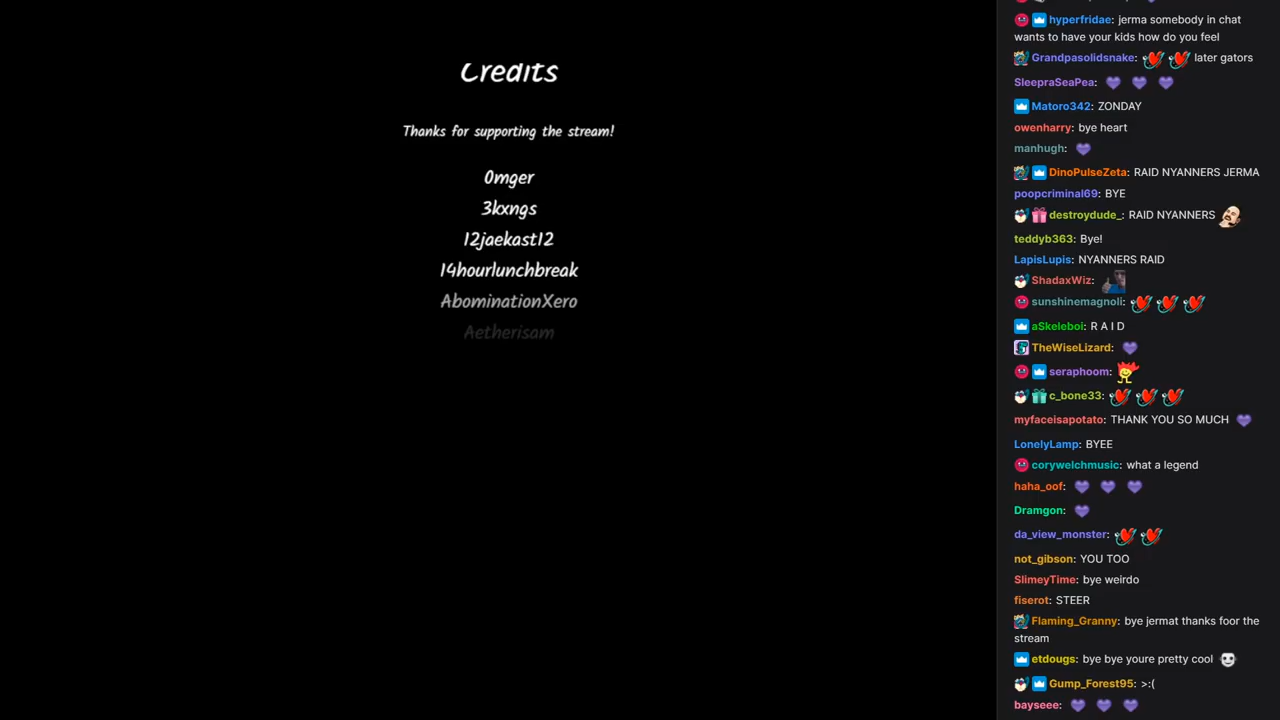 Credits
Thanks for supporting the stream!
0mger
3kxngs
12jaekast12
14hourlunchbreak
AbominationXero
Aetherisam
hyperfridae: jerma somebody in chat
wants to have your kids how do you feel
Grandpasolidsnake: later gators
SleepraSeaPea:
Matoro342: ZONDAY
owenharry: bye heart
manhugh:
DinoPulseZeta: RAID NYANNERS JERMA
poopcriminal69: BYE
destroydude_: RAID NYANNERS
teddyb363: Bye!
LapisLupis: NYANNERS RAID
ShadaxWiz:
sunshinemagnoli:
aSkeleboi: R A I D
TheWiseLizard:
seraphoom:
c_bone33:
myfaceisapotato: THANK YOU SO MUCH
LonelyLamp: BYEE
corywelchmusic: what a legend
haha_oof:
Dramgon:
da_view_monster:
not_gibson: YOU TOO
SlimeyTime: bye weirdo
fiserot: STEER
Flaming_Granny: bye jermat thanks foor the
stream
etdougs: bye bye youre pretty cool
Gump_Forest95: >:(
bayseee: